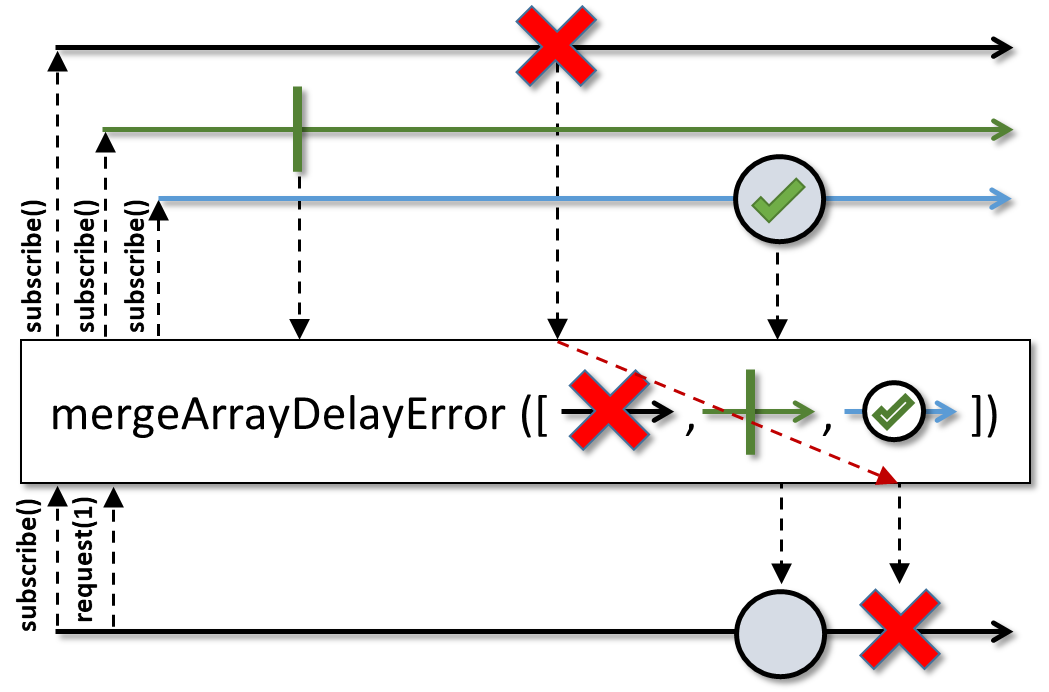 subscribe()
subscribe()
subscribe()
mergeArrayDelayError ([ , , ])
subscribe()
request(1)